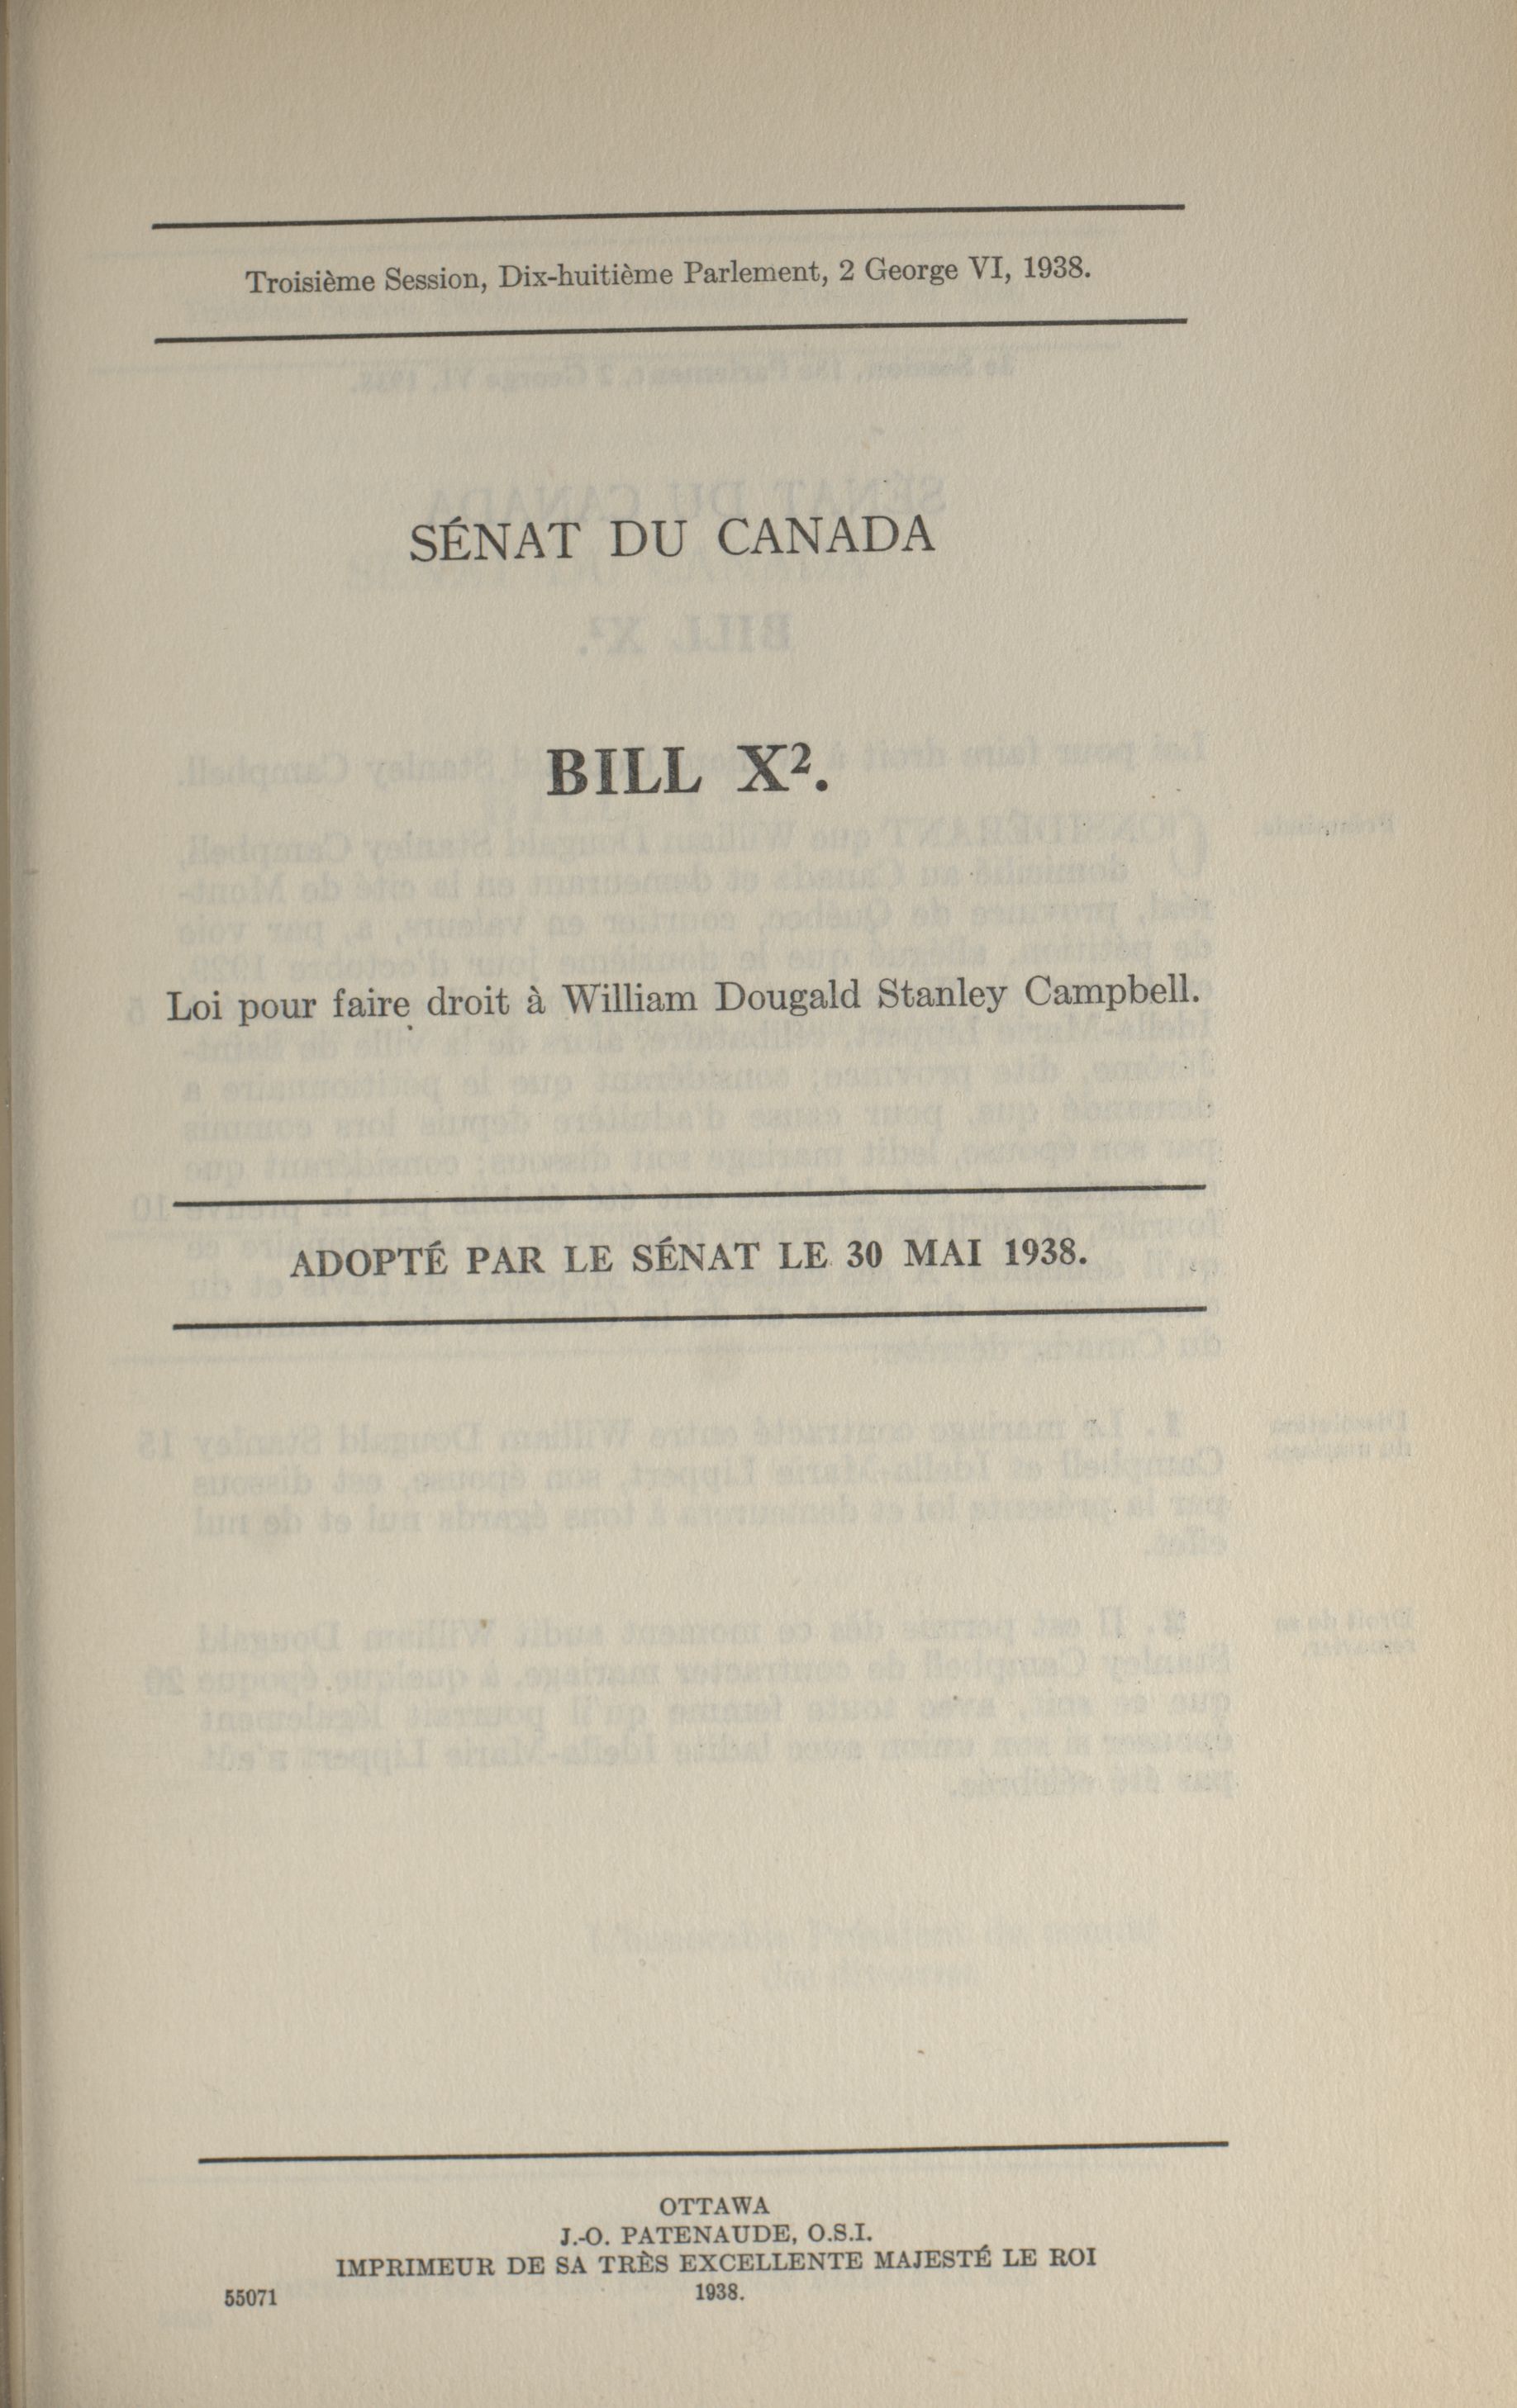 Troisième Session, Dix-huitième Parlement, 2 George VI, 1938.
SÉNAT DU CANADA
BILL X².
Loi pour faire droit à William Dougald Stanley Campbell.
ADOPTÉ PAR LE SÉNAT LE 30 MAI 1938.
OTTAWA
J.-O. PATENAUDE, O.S.I.
IMPRIMEUR DE SA TRÈS EXCELLENTE MAJESTÉ LE ROI
55071 1938.